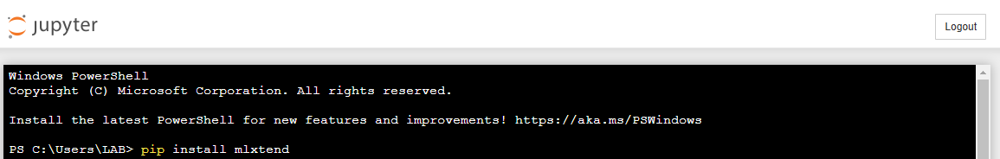 jupyter
Logout
Windows PowerShell
Copyright (C) Microsoft Corporation. All rights reserved.
Install the latest PowerShell for new features and improvements! https://aka.ms/PSWindows
PS C:\Users\LAB> pip install mlxtend